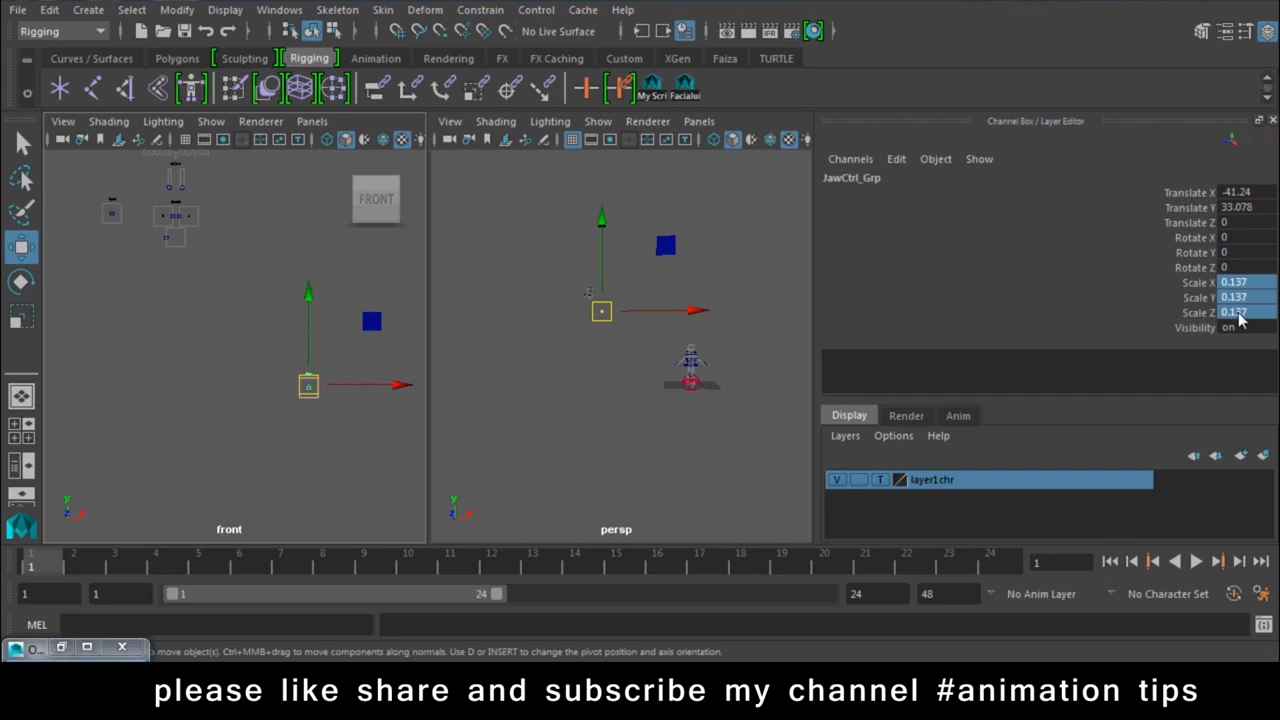 File Edit Create Select Modify Display Windows Skeleton Skin Deform Constrain Control Cache Help
Rigging No Live Surface
Curves / Surfaces Polygons Sculpting Rigging Animation Rendering FX FX Caching Custom XGen Faiza TURTLE
My Scri Facialui
View Shading Lighting Show Renderer Panels
View Shading Lighting Show Renderer Panels
Channel Box / Layer Editor
Channels Edit Object Show
JawCtrl_Grp
Translate X -41.24
Translate Y 33.078
Translate Z 0
Rotate X 0
Rotate Y 0
Rotate Z 0
Scale X 0.137
Scale Y 0.137
Scale Z 0.137
Visibility on
FRONT
y
z x
front
y
z x
persp
Display Render Anim
Layers Options Help
V T layer1chr
1 2 3 4 5 6 7 8 9 10 11 12 13 14 15 16 17 18 19 20 21 22 23 24
1 1
1 1 1 24 24 48 No Anim Layer No Character Set
MEL
O... to move object(s). Ctrl+MMB+drag to move components along normals. Use D or INSERT to change the pivot position and axis orientation.
please like share and subscribe my channel #animation tips